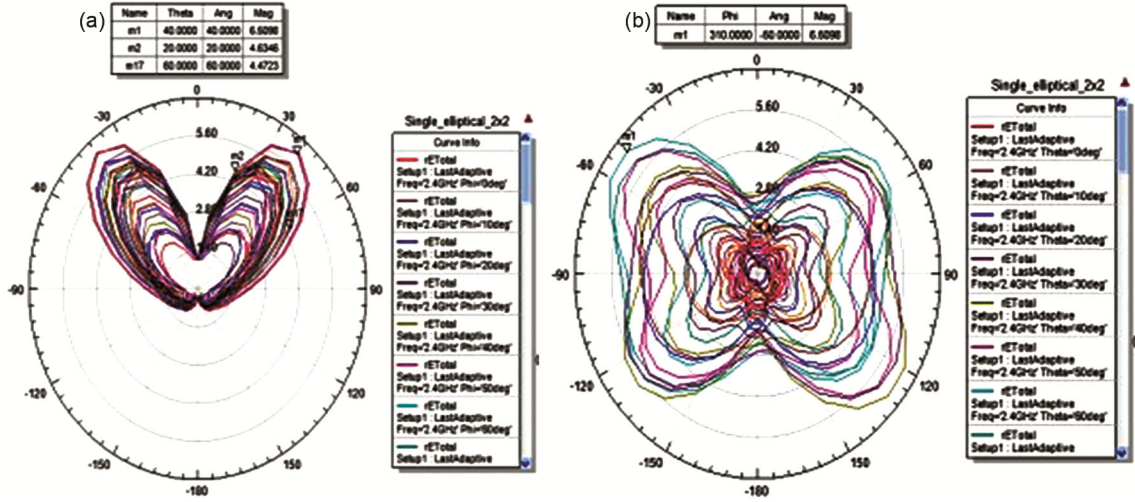 (a)
Name Theta Ang Mag
m1 40.0000 40.0000 6.5098
m2 20.0000 20.0000 4.6346
m17 60.0000 60.0000 4.4723
0
-30 30
-60 60
-90 90
-120 120
-150 150
-180
5.60
4.20
m1
m2
Single_elliptical_2x2
Curve Info
rETotal
Setup1 : LastAdaptive
Freq='2.4GHz' Phi='0deg'
rETotal
Setup1 : LastAdaptive
Freq='2.4GHz' Phi='10deg'
rETotal
Setup1 : LastAdaptive
Freq='2.4GHz' Phi='20deg'
rETotal
Setup1 : LastAdaptive
Freq='2.4GHz' Phi='30deg'
rETotal
Setup1 : LastAdaptive
Freq='2.4GHz' Phi='40deg'
rETotal
Setup1 : LastAdaptive
Freq='2.4GHz' Phi='50deg'
rETotal
Setup1 : LastAdaptive
Freq='2.4GHz' Phi='60deg'
rETotal
Setup1 : LastAdaptive
(b)
Name Phi Ang Mag
m1 310.0000 -50.0000 6.5098
0
-30 30
-60 60
-90 90
-120 120
-150 150
-180
5.60
4.20
m1
Single_elliptical_2x2
Curve Info
rETotal
Setup1 : LastAdaptive
Freq='2.4GHz' Theta='0deg'
rETotal
Setup1 : LastAdaptive
Freq='2.4GHz' Theta='10deg'
rETotal
Setup1 : LastAdaptive
Freq='2.4GHz' Theta='20deg'
rETotal
Setup1 : LastAdaptive
Freq='2.4GHz' Theta='30deg'
rETotal
Setup1 : LastAdaptive
Freq='2.4GHz' Theta='40deg'
rETotal
Setup1 : LastAdaptive
Freq='2.4GHz' Theta='50deg'
rETotal
Setup1 : LastAdaptive
Freq='2.4GHz' Theta='60deg'
rETotal
Setup1 : LastAdaptive